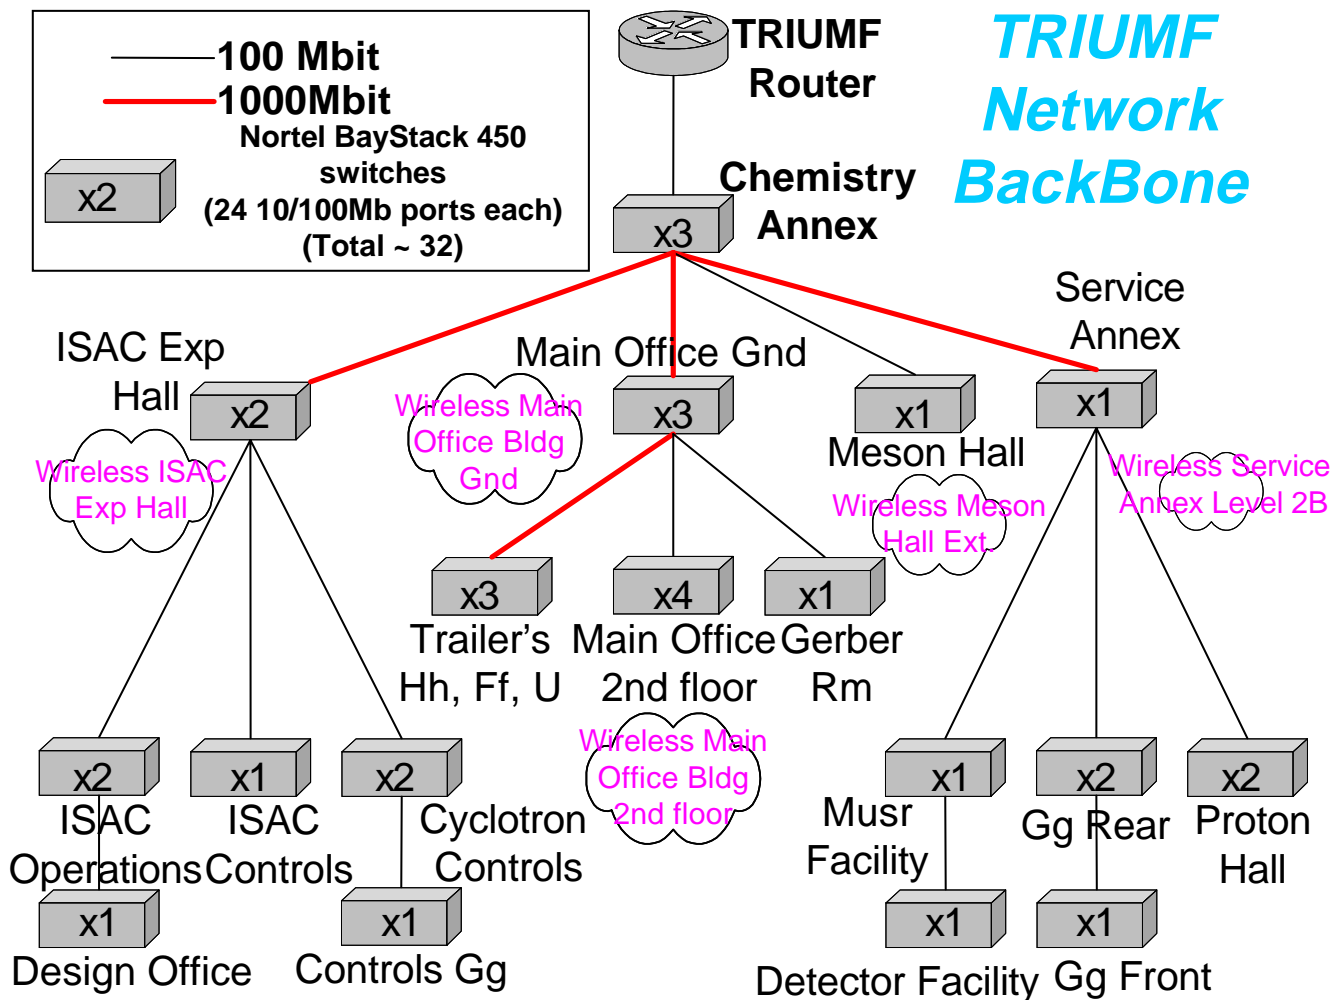 100 Mbit
1000Mbit
Nortel BayStack 450
switches
(24 10/100Mb ports each)
(Total ~ 32)
x2
TRIUMF
Router
TRIUMF
Network
BackBone
Chemistry
Annex
x3
ISAC Exp
Hall
x2
Main Office Gnd
x3
x1
Meson Hall
Service
Annex
x1
Wireless ISAC
Exp Hall
Wireless Main
Office Bldg
Gnd
Wireless Meson
Hall Ext.
Wireless Service
Annex Level 2B
x3
Trailer's
Hh, Ff, U
x4
Main Office
2nd floor
x1
Gerber
Rm
Wireless Main
Office Bldg
2nd floor
x2
ISAC
Operations
x1
ISAC
Controls
x2
Cyclotron
Controls
x1
Musr
Facility
x2
Gg Rear
x2
Proton
Hall
x1
Design Office
x1
Controls Gg
x1
Detector Facility
x1
Gg Front